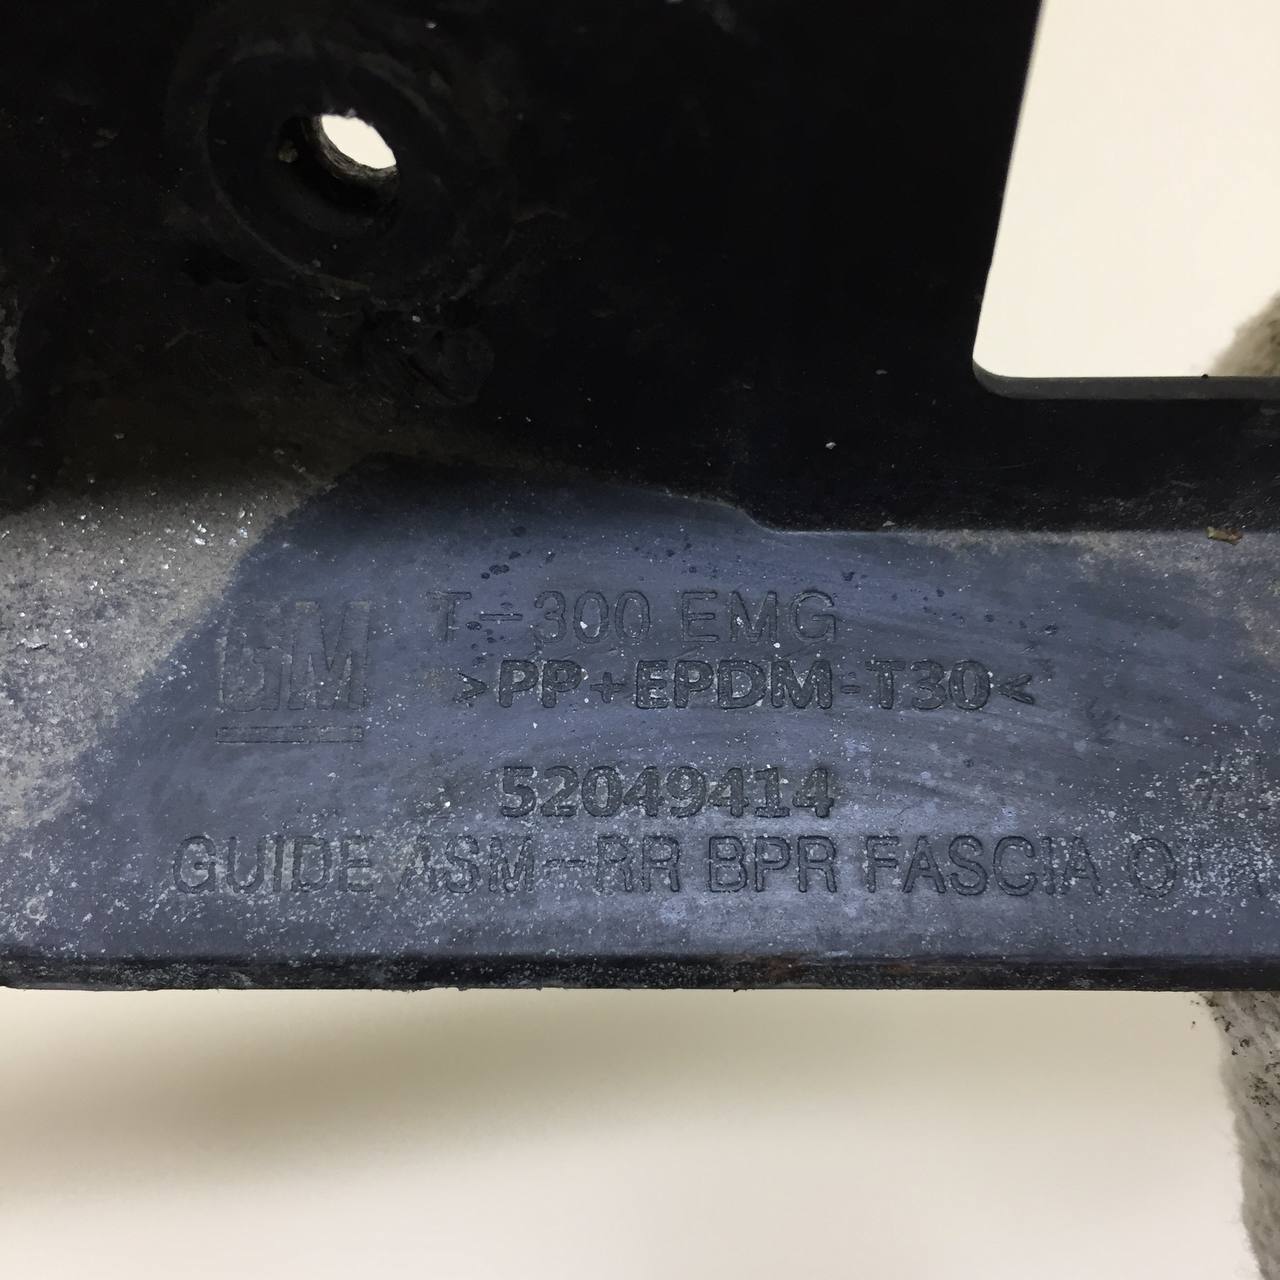 GM
T-300 EMG
>PP+EPDM-T30<
52049414
GUIDE ASM-RR BPR FASCIA